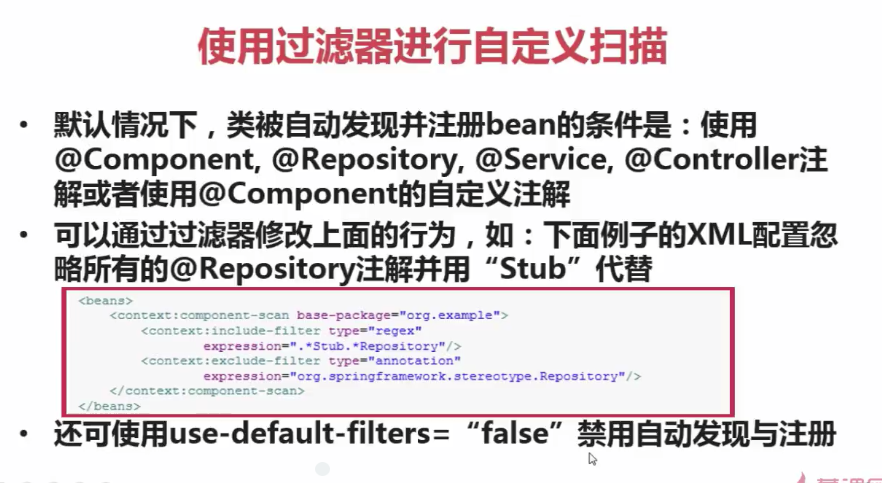 使用过滤器进行自定义扫描
• 默认情况下，类被自动发现并注册bean的条件是：使用
@Component, @Repository, @Service, @Controller注
解或者使用@Component的自定义注解
• 可以通过过滤器修改上面的行为，如：下面例子的XML配置忽
略所有的@Repository注解并用“Stub”代替
<beans>
<context:component-scan base-package="org.example">
<context:include-filter type="regex"
expression=".*Stub.*Repository"/>
<context:exclude-filter type="annotation"
expression="org.springframework.stereotype.Repository"/>
</context:component-scan>
</beans>
• 还可使用use-default-filters=“false”禁用自动发现与注册